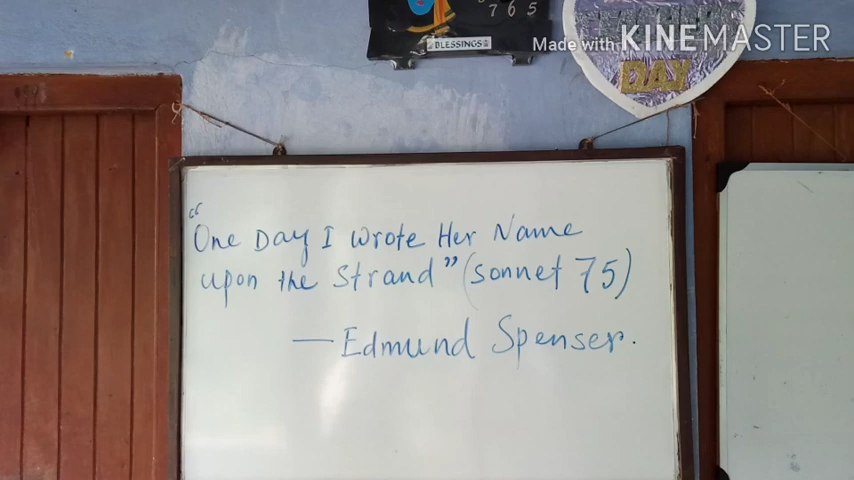 765
BLESSINGS
Made with KINEMASTER
DAY
"One Day I Wrote Her Name
upon the Strand" (Sonnet 75)
— Edmund Spenser.